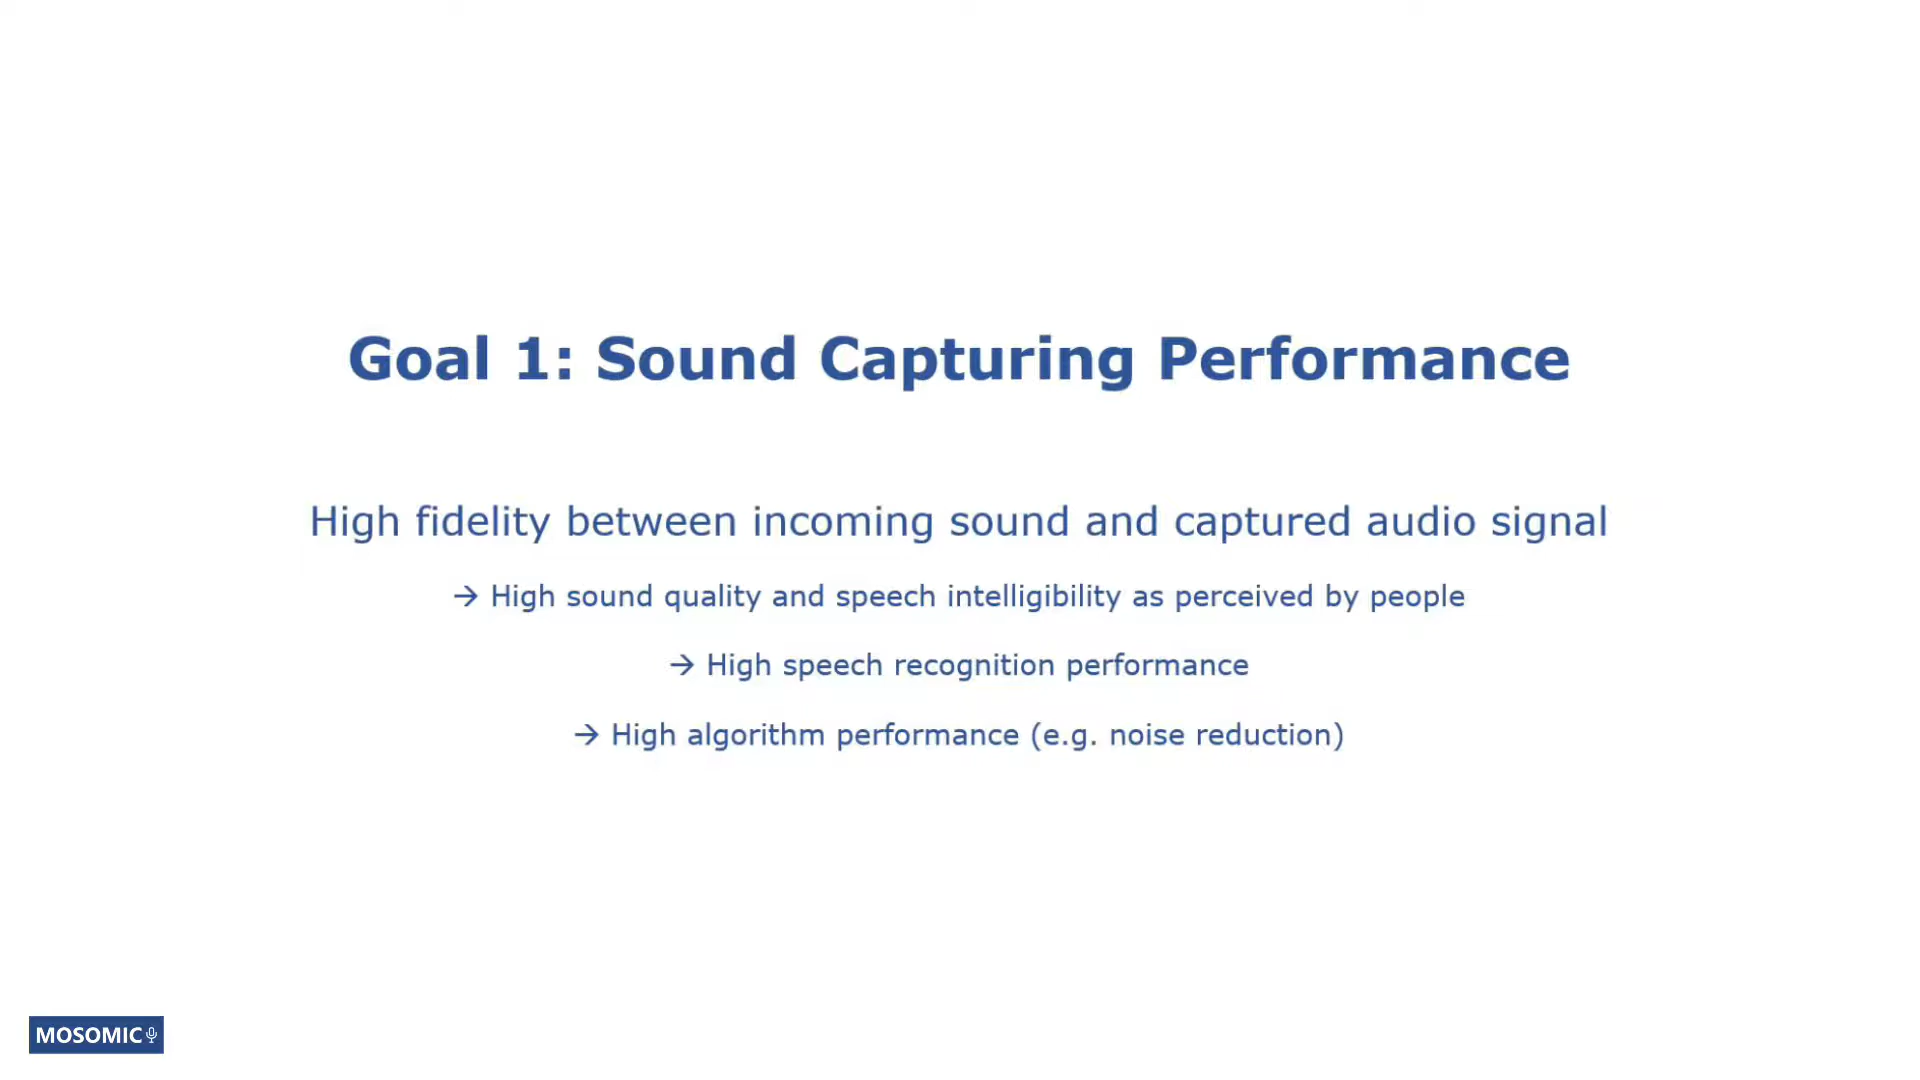 Goal 1: Sound Capturing Performance
High fidelity between incoming sound and captured audio signal
→ High sound quality and speech intelligibility as perceived by people
→ High speech recognition performance
→ High algorithm performance (e.g. noise reduction)
MOSOMIC